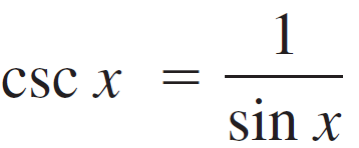 csc x = 1/sin x